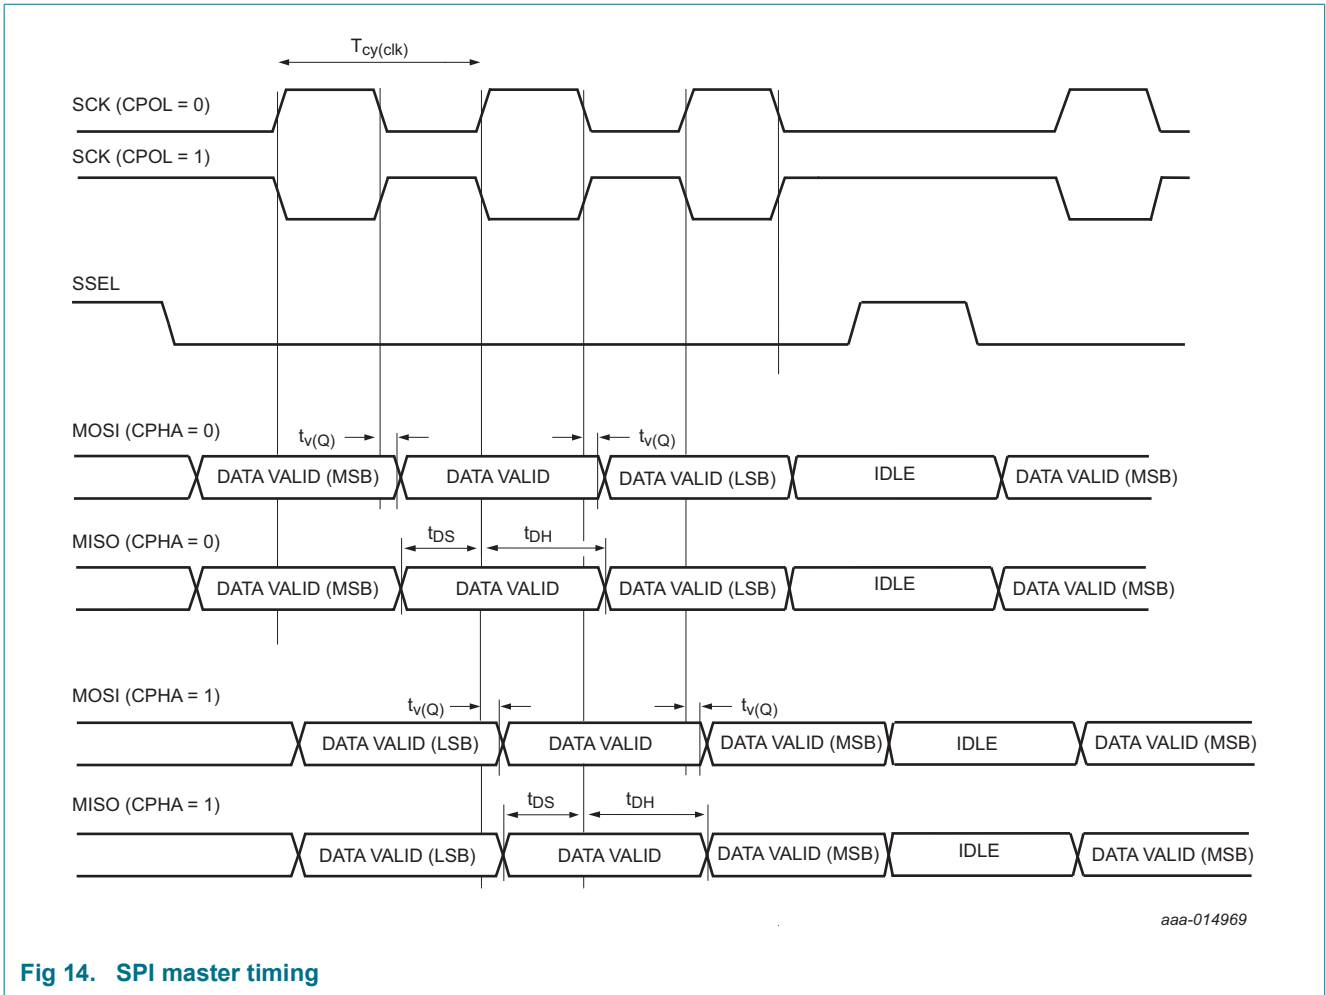 Tcy(clk)
SCK (CPOL = 0)
SCK (CPOL = 1)
SSEL
MOSI (CPHA = 0)
tv(Q) tv(Q)
DATA VALID (MSB) DATA VALID DATA VALID (LSB) IDLE DATA VALID (MSB)
MISO (CPHA = 0)
tDS tDH
DATA VALID (MSB) DATA VALID DATA VALID (LSB) IDLE DATA VALID (MSB)
MOSI (CPHA = 1)
tv(Q) tv(Q)
DATA VALID (LSB) DATA VALID DATA VALID (MSB) IDLE DATA VALID (MSB)
MISO (CPHA = 1)
tDS tDH
DATA VALID (LSB) DATA VALID DATA VALID (MSB) IDLE DATA VALID (MSB)
aaa-014969
Fig 14. SPI master timing